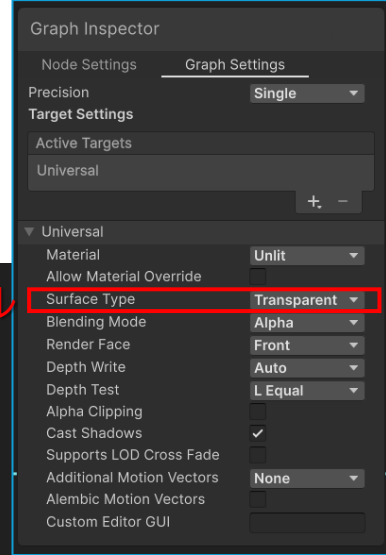 Graph Inspector
Node Settings Graph Settings
Precision Single
Target Settings
Active Targets
Universal
+ −
Universal
Material Unlit
Allow Material Override
Surface Type Transparent
Blending Mode Alpha
Render Face Front
Depth Write Auto
Depth Test L Equal
Alpha Clipping
Cast Shadows
Supports LOD Cross Fade
Additional Motion Vectors None
Alembic Motion Vectors
Custom Editor GUI